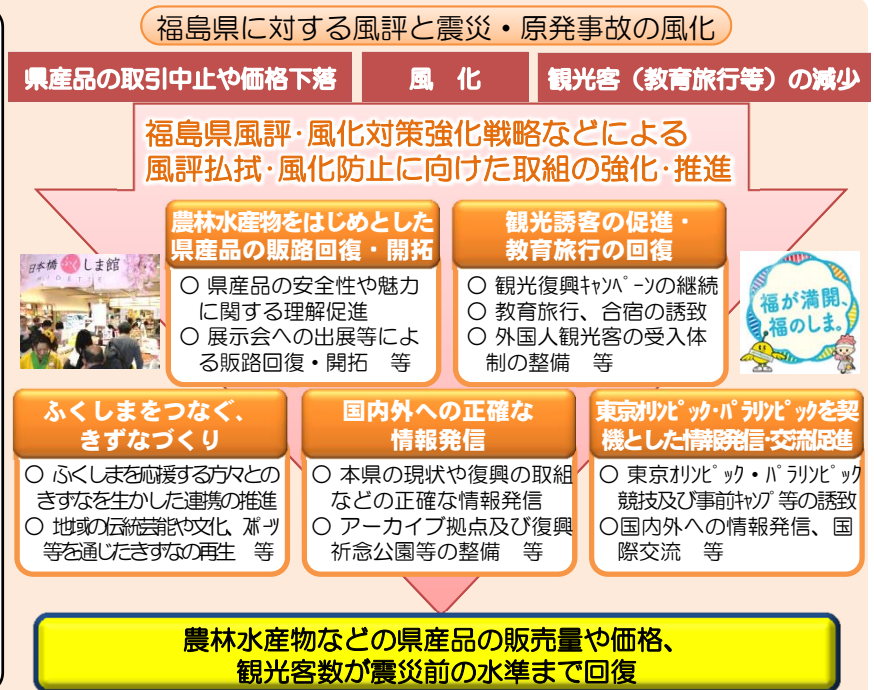 福島県に対する風評と震災・原発事故の風化
県産品の取引中止や価格下落
風 化
観光客（教育旅行等）の減少
福島県風評･風化対策強化戦略などによる
風評払拭･風化防止に向けた取組の強化･推進
農林水産物をはじめとした
県産品の販路回復・開拓
○ 県産品の安全性や魅力
に関する理解促進
○ 展示会への出展等によ
る販路回復・開拓 等
観光誘客の促進・
教育旅行の回復
○ 観光復興ｷｬﾝﾍﾟｰﾝの継続
○ 教育旅行、合宿の誘致
○ 外国人観光客の受入体
制の整備 等
日本橋ふくしま館
MIDETTE
福が満開、
福のしま。
ふくしまをつなぐ、
きずなづくり
○ ふくしまを応援する方々との
きずなを生かした連携の推進
○ 地域の伝統芸能や文化、ｽﾎﾟｰﾂ
等を通じたきずなの再生 等
国内外への正確な
情報発信
○ 本県の現状や復興の取組
などの正確な情報発信
○ アーカイブ拠点及び復興
祈念公園等の整備 等
東京ｵﾘﾝﾋﾟｯｸ･ﾊﾟﾗﾘﾝﾋﾟｯｸを契
機とした情報発信･交流促進
○ 東京ｵﾘﾝﾋﾟｯｸ・ﾊﾟﾗﾘﾝﾋﾟｯｸ
競技及び事前ｷｬﾝﾌﾟ等の誘致
○国内外への情報発信、国
際交流 等
農林水産物などの県産品の販売量や価格、
観光客数が震災前の水準まで回復